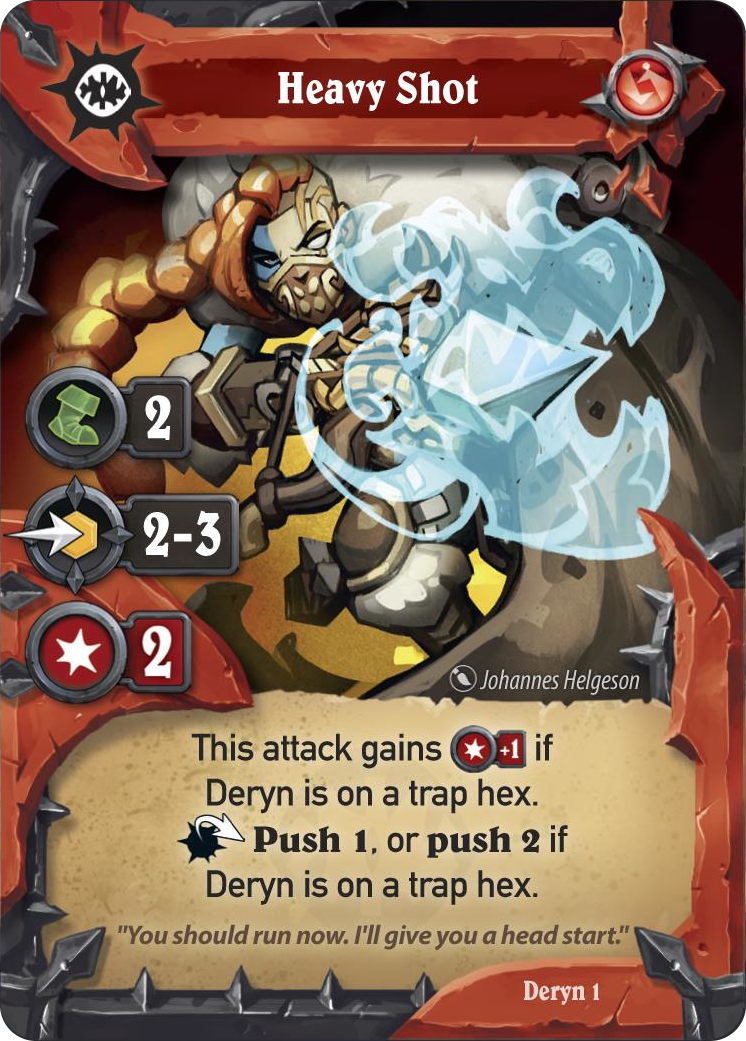 Heavy Shot
2
2-3
2
Johannes Helgeson
This attack gains +1 if
Deryn is on a trap hex.
Push 1, or push 2 if
Deryn is on a trap hex.
"You should run now. I'll give you a head start."
Deryn 1